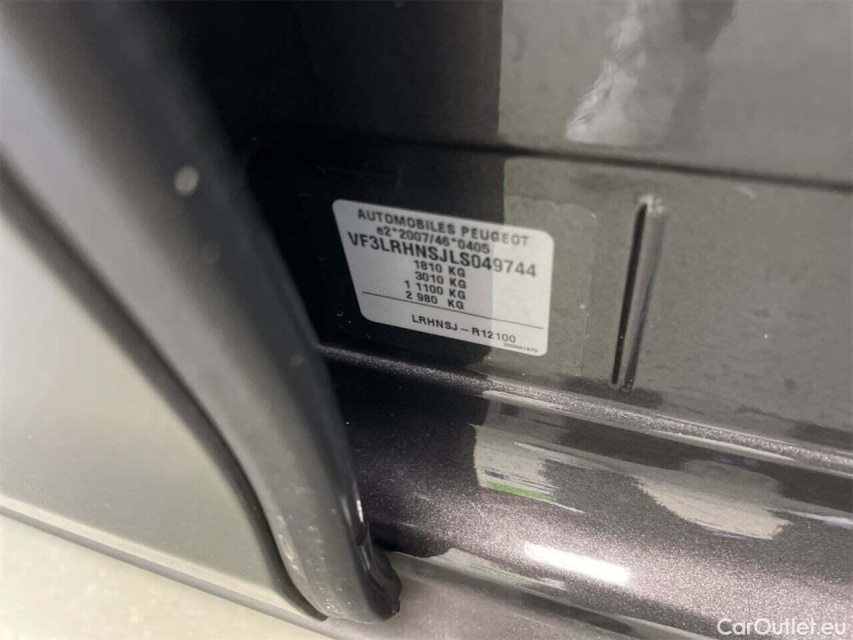 AUTOMOBILES PEUGEOT
e2*2007/46*0405
VF3LRHNSJLS049744
1810 KG
3010 KG
1 1100 KG
2 980 KG
LRHNSJ-R12100
CarOutlet.eu